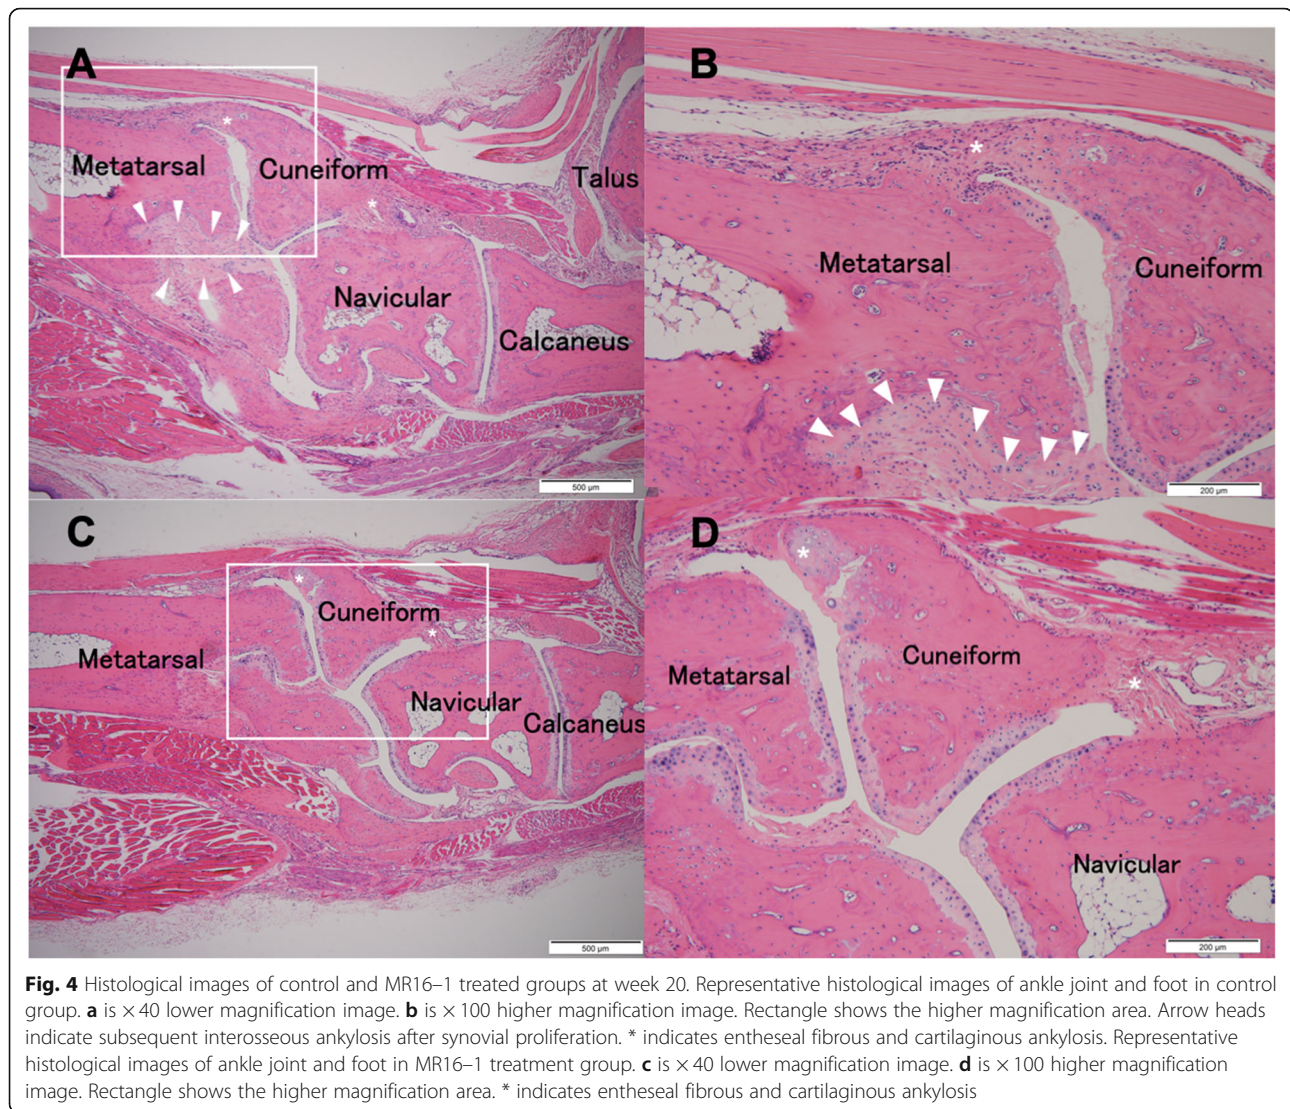 A
Metatarsal
Cuneiform
Talus
Navicular
Calcaneus
500 µm
B
Metatarsal
Cuneiform
200 µm
C
Cuneiform
Metatarsal
Navicular
Calcaneus
500 µm
D
Metatarsal
Cuneiform
Navicular
200 µm
Fig. 4 Histological images of control and MR16–1 treated groups at week 20. Representative histological images of ankle joint and foot in control
group. a is × 40 lower magnification image. b is × 100 higher magnification image. Rectangle shows the higher magnification area. Arrow heads
indicate subsequent interosseous ankylosis after synovial proliferation. * indicates entheseal fibrous and cartilaginous ankylosis. Representative
histological images of ankle joint and foot in MR16–1 treatment group. c is × 40 lower magnification image. d is × 100 higher magnification
image. Rectangle shows the higher magnification area. * indicates entheseal fibrous and cartilaginous ankylosis